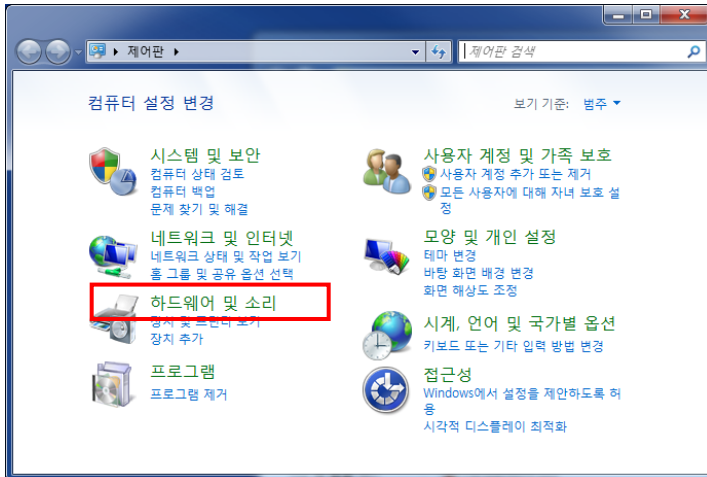 제어판
제어판 검색
컴퓨터 설정 변경
보기 기준: 범주
시스템 및 보안
컴퓨터 상태 검토
컴퓨터 백업
문제 찾기 및 해결
네트워크 및 인터넷
네트워크 상태 및 작업 보기
홈 그룹 및 공유 옵션 선택
하드웨어 및 소리
장치 및 프린터 보기
장치 추가
프로그램
프로그램 제거
사용자 계정 및 가족 보호
사용자 계정 추가 또는 제거
모든 사용자에 대해 자녀 보호 설
정
모양 및 개인 설정
테마 변경
바탕 화면 배경 변경
화면 해상도 조정
시계, 언어 및 국가별 옵션
키보드 또는 기타 입력 방법 변경
접근성
Windows에서 설정을 제안하도록 허
용
시각적 디스플레이 최적화